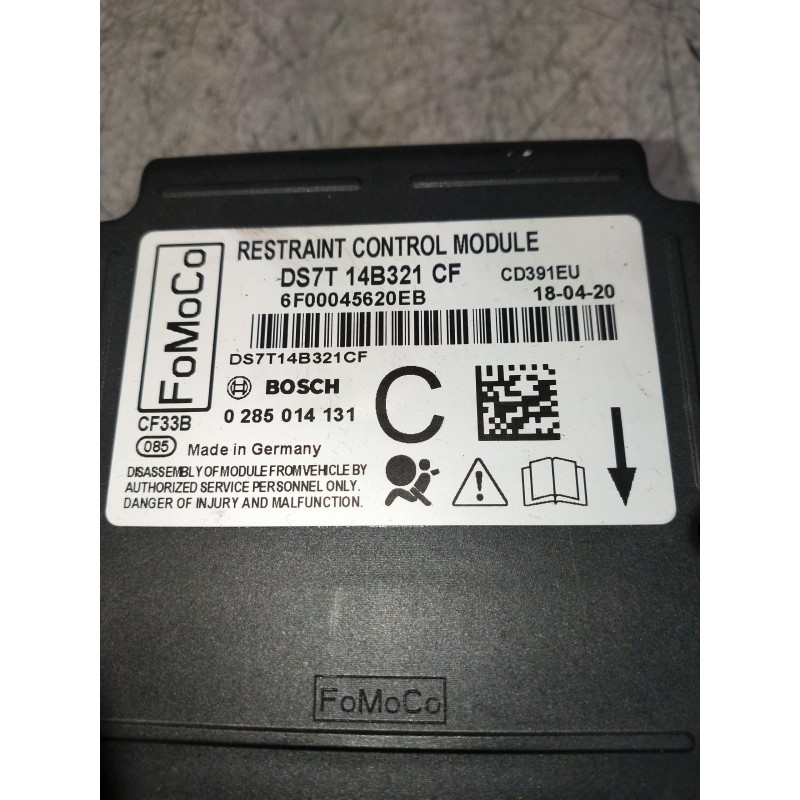 FoMoCo
RESTRAINT CONTROL MODULE
DS7T 14B321 CF
CD391EU
6F00045620EB
18-04-20
DS7T14B321CF
BOSCH
C
CF33B
0 285 014 131
085
Made in Germany
DISASSEMBLY OF MODULE FROM VEHICLE BY
AUTHORIZED SERVICE PERSONNEL ONLY.
DANGER OF INJURY AND MALFUNCTION.
FoMoCo